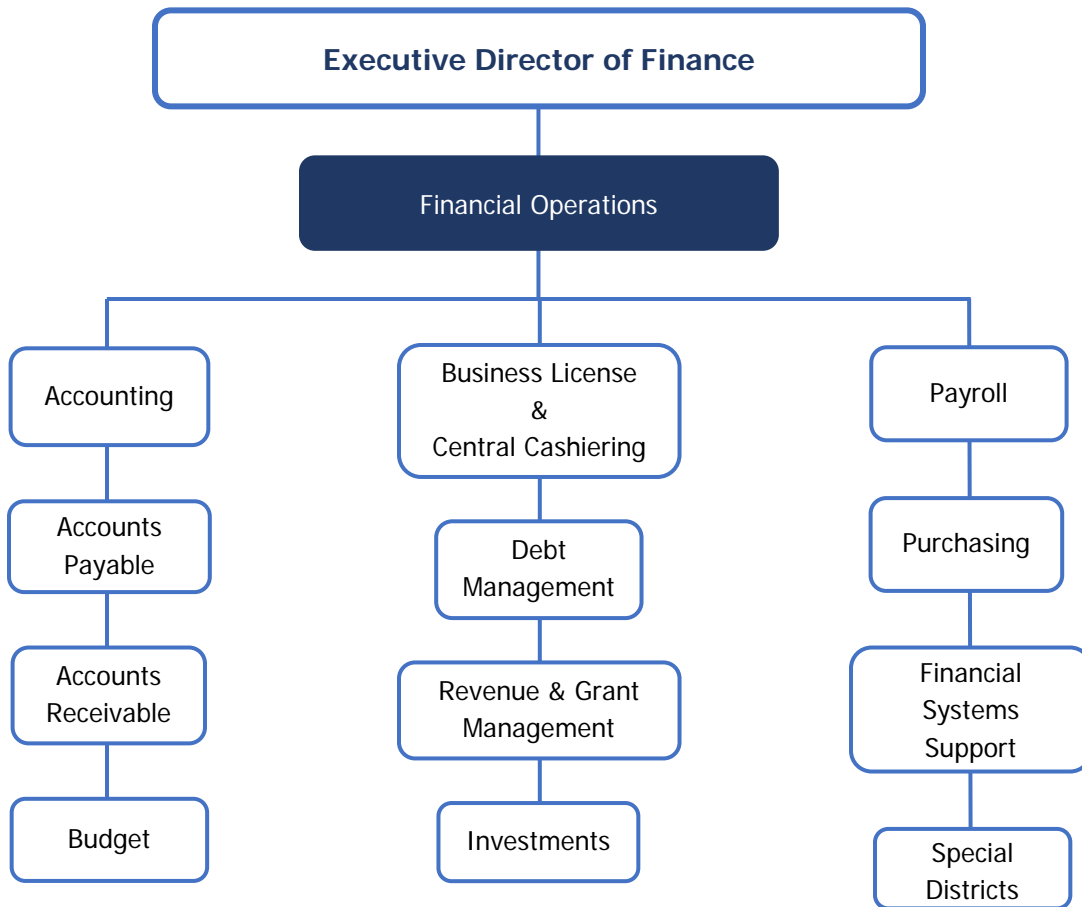 Executive Director of Finance
Financial Operations
Accounting
Accounts
Payable
Accounts
Receivable
Budget
Business License
&
Central Cashiering
Debt
Management
Revenue & Grant
Management
Investments
Payroll
Purchasing
Financial
Systems
Support
Special
Districts